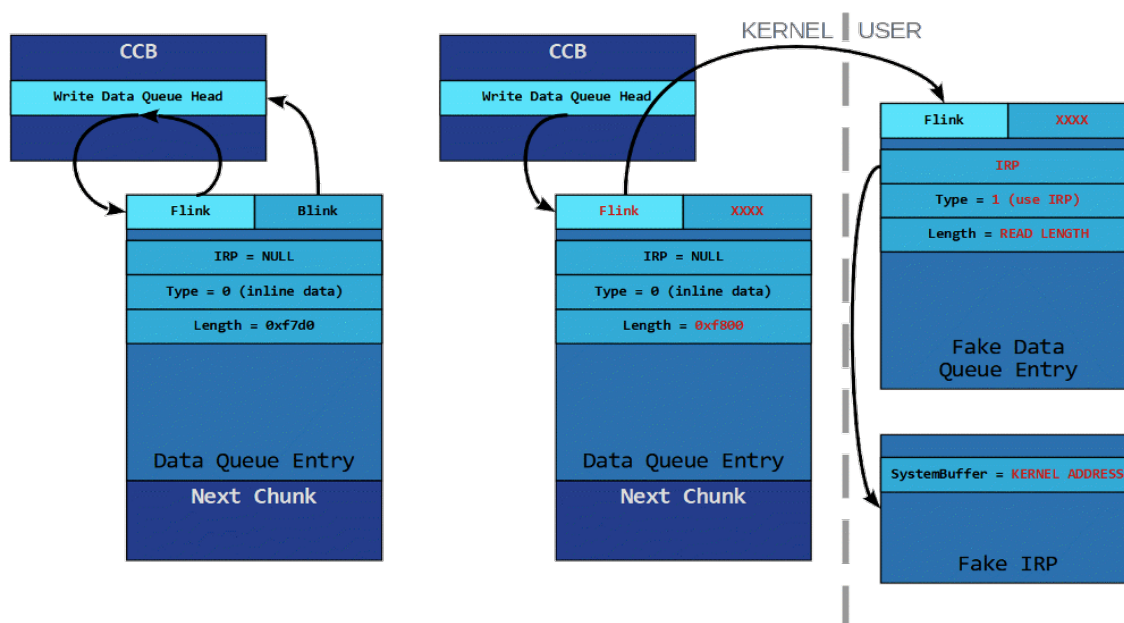 CCB
Write Data Queue Head
Flink
Blink
IRP = NULL
Type = 0 (inline data)
Length = 0xf7d0
Data Queue Entry
Next Chunk
CCB
Write Data Queue Head
Flink
XXXX
IRP = NULL
Type = 0 (inline data)
Length = 0xf800
Data Queue Entry
Next Chunk
KERNEL
USER
Flink
XXXX
IRP
Type = 1 (use IRP)
Length = READ LENGTH
Fake Data
Queue Entry
SystemBuffer = KERNEL ADDRESS
Fake IRP